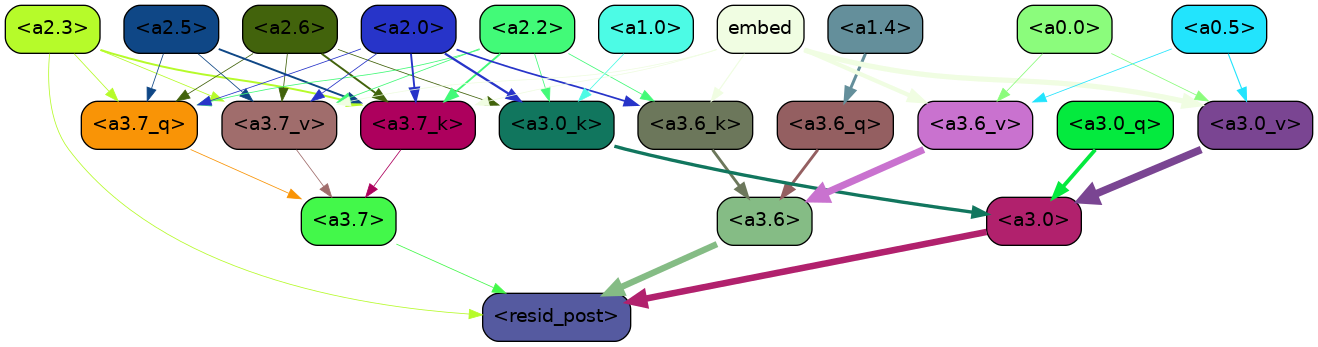 <a2.3> <a2.5> <a2.6> <a2.0> <a2.2> <a1.0> embed <a1.4> <a0.0> <a0.5>
<a3.7_q> <a3.7_v> <a3.7_k> <a3.0_k> <a3.6_k> <a3.6_q> <a3.6_v> <a3.0_q> <a3.0_v>
<a3.7> <a3.6> <a3.0>
<resid_post>